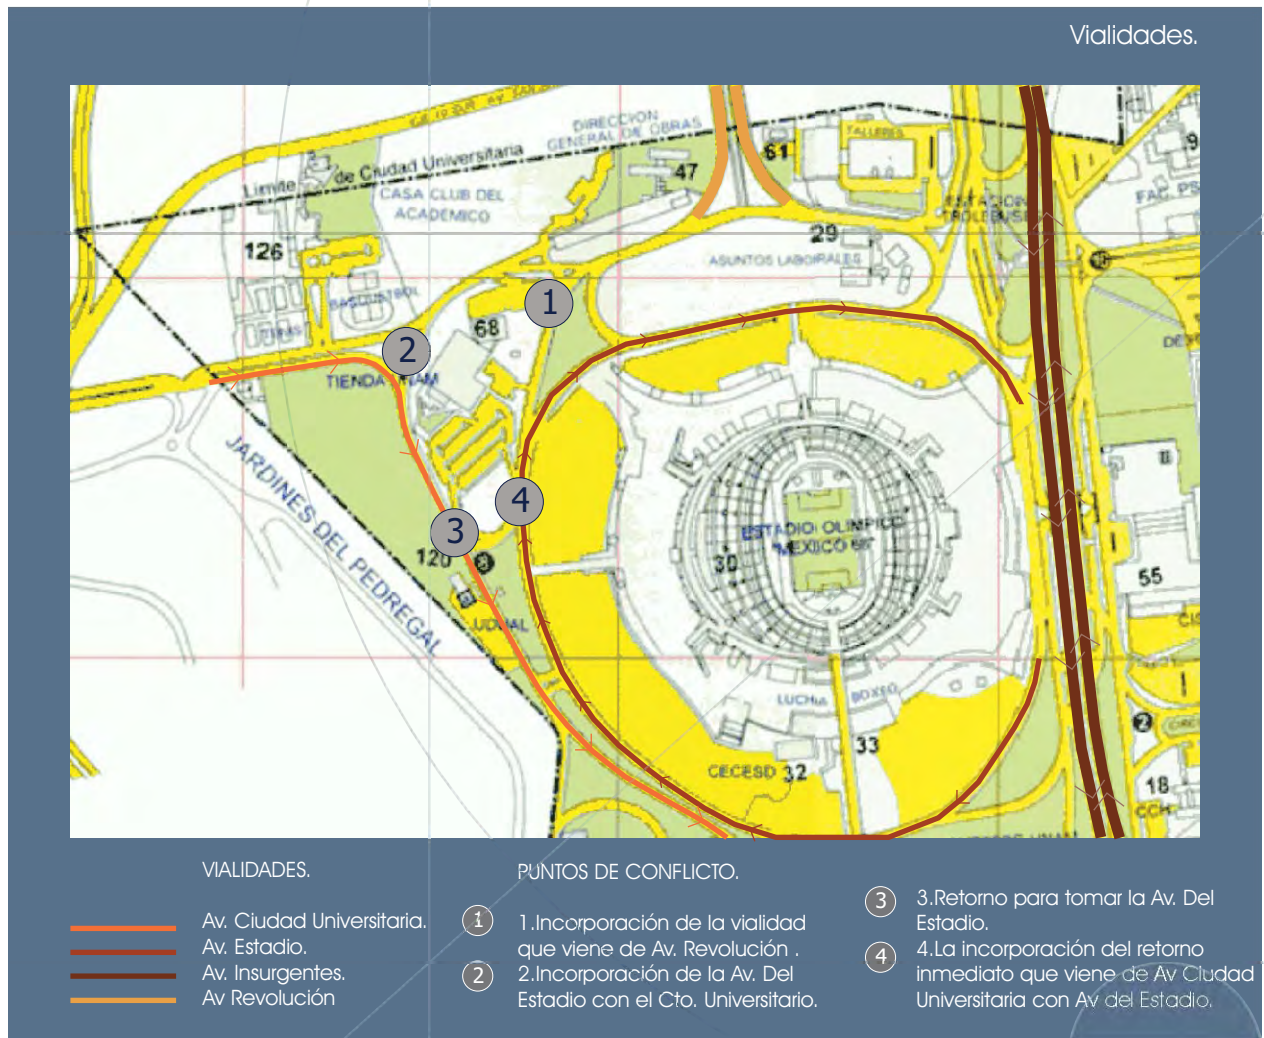 Vialidades.
DIRECCION
GENERAL DE OBRAS
TALLERES
61
47
Limite de Ciudad Universitaria
CASA CLUB DEL
ACADEMICO
126
29
ASUNTOS LABORALES
BASQUETBOL
1
68
2
TIENDA UNAM
JARDINES DEL PEDREGAL
4
3
120
ESTADIO OLIMPICO
"MEXICO 68"
30
55
UDUAL
LUCHA
BOXEO
33
CECESD 32
2
18
CCH
VIALIDADES.
Av. Ciudad Universitaria.
Av. Estadio.
Av. Insurgentes.
Av Revolución
PUNTOS DE CONFLICTO.
1
1.Incorporación de la vialidad
que viene de Av. Revolución .
2
2.Incorporación de la Av. Del
Estadio con el Cto. Universitario.
3
3.Retorno para tomar la Av. Del
Estadio.
4
4.La incorporación del retorno
inmediato que viene de Av Ciudad
Universitaria con Av del Estadio.